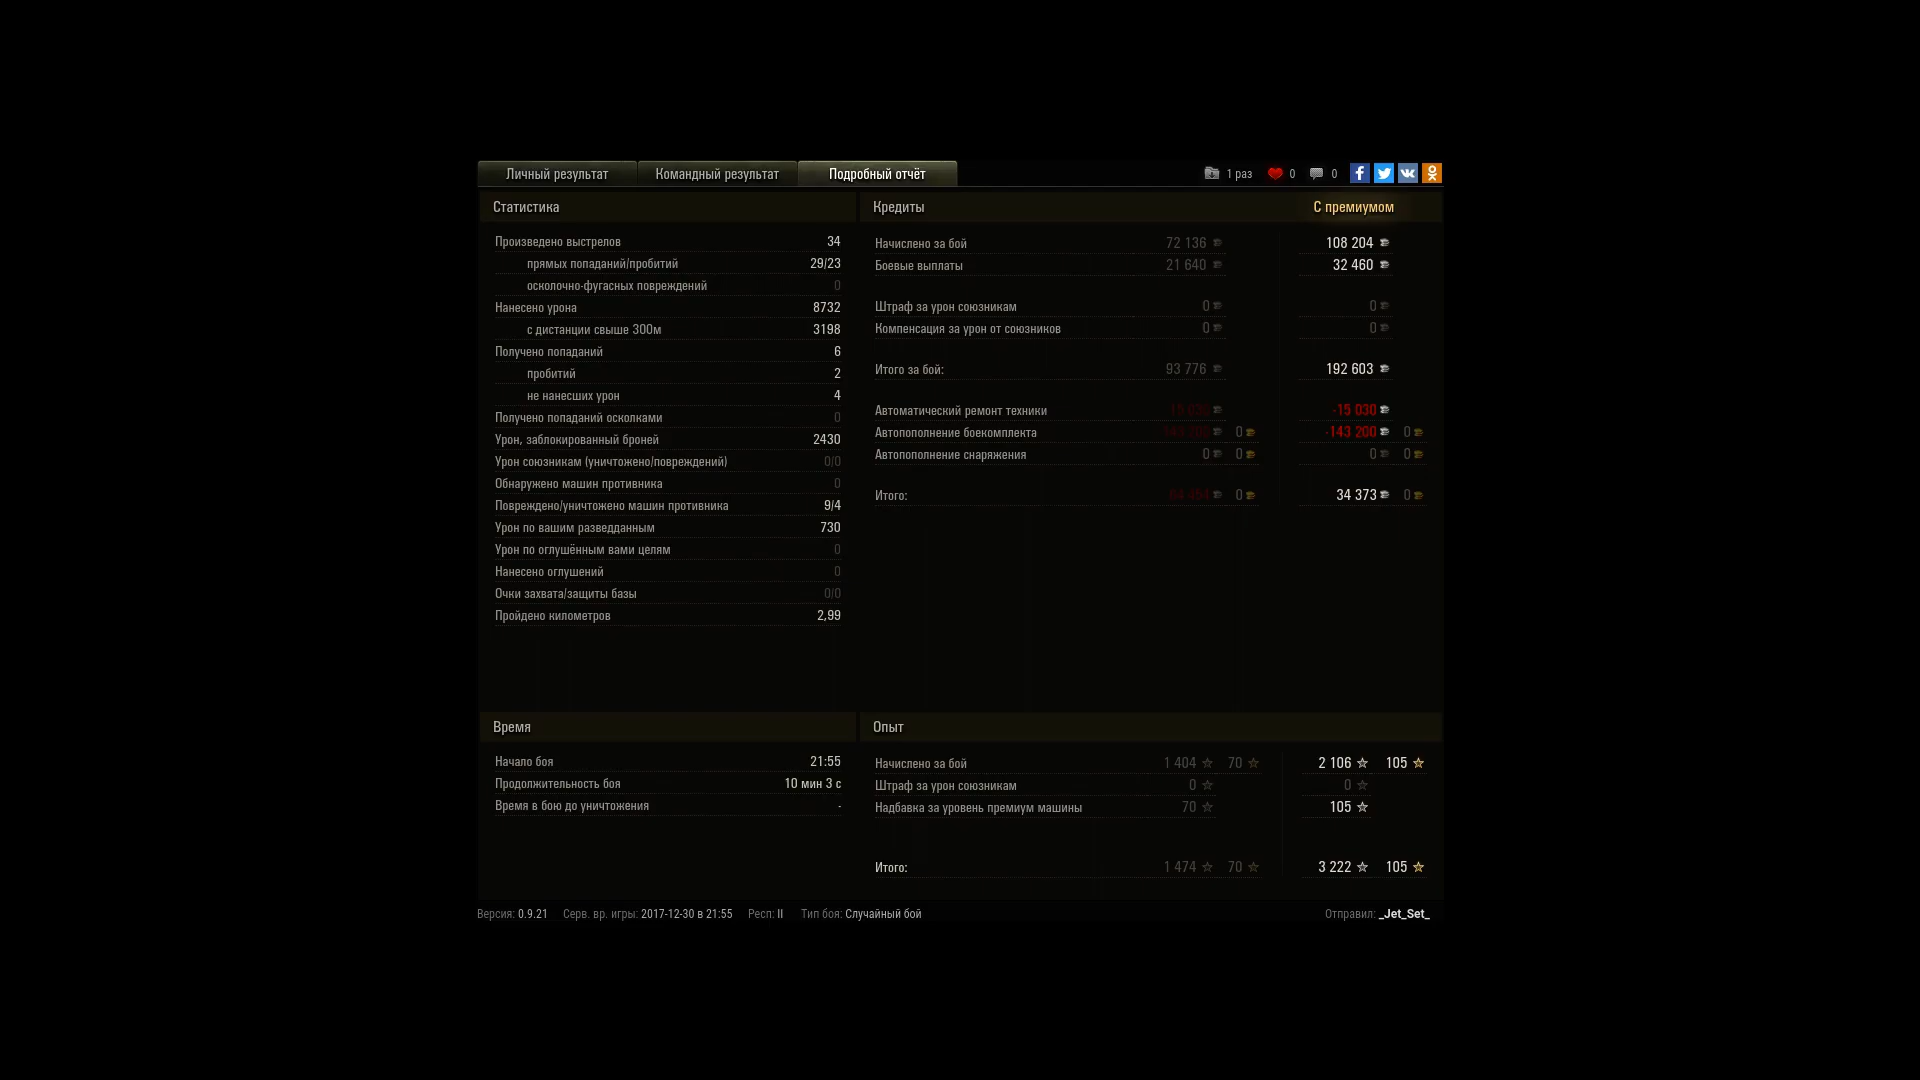 Личный результат Командный результат Подробный отчёт 1 раз 0 0
Статистика
Произведено выстрелов 34
прямых попаданий/пробитий 29/23
осколочно-фугасных повреждений 0
Нанесено урона 8732
с дистанции свыше 300м 3198
Получено попаданий 6
пробитий 2
не нанесших урон 4
Получено попаданий осколками 0
Урон, заблокированный броней 2430
Урон союзникам (уничтожено/повреждений) 0/0
Обнаружено машин противника 0
Повреждено/уничтожено машин противника 9/4
Урон по вашим разведданным 730
Урон по оглушённым вами целям 0
Нанесено оглушений 0
Очки захвата/защиты базы 0/0
Пройдено километров 2,99
Кредиты С премиумом
Начислено за бой 72 136 108 204
Боевые выплаты 21 640 32 460
Штраф за урон союзникам 0 0
Компенсация за урон от союзников 0 0
Итого за бой: 93 776 192 603
Автоматический ремонт техники -15 030
Автопополнение боекомплекта 0 -143 200 0
Автопополнение снаряжения 0 0 0 0
Итого: 0 34 373 0
Время
Начало боя 21:55
Продолжительность боя 10 мин 3 с
Время в бою до уничтожения -
Опыт
Начислено за бой 1 404 70 2 106 105
Штраф за урон союзникам 0 0
Надбавка за уровень премиум машины 70 105
Итого: 1 474 70 3 222 105
Версия: 0.9.21 Серв. вр. игры: 2017-12-30 в 21:55 Респ: II Тип боя: Случайный бой Отправил: _Jet_Set_